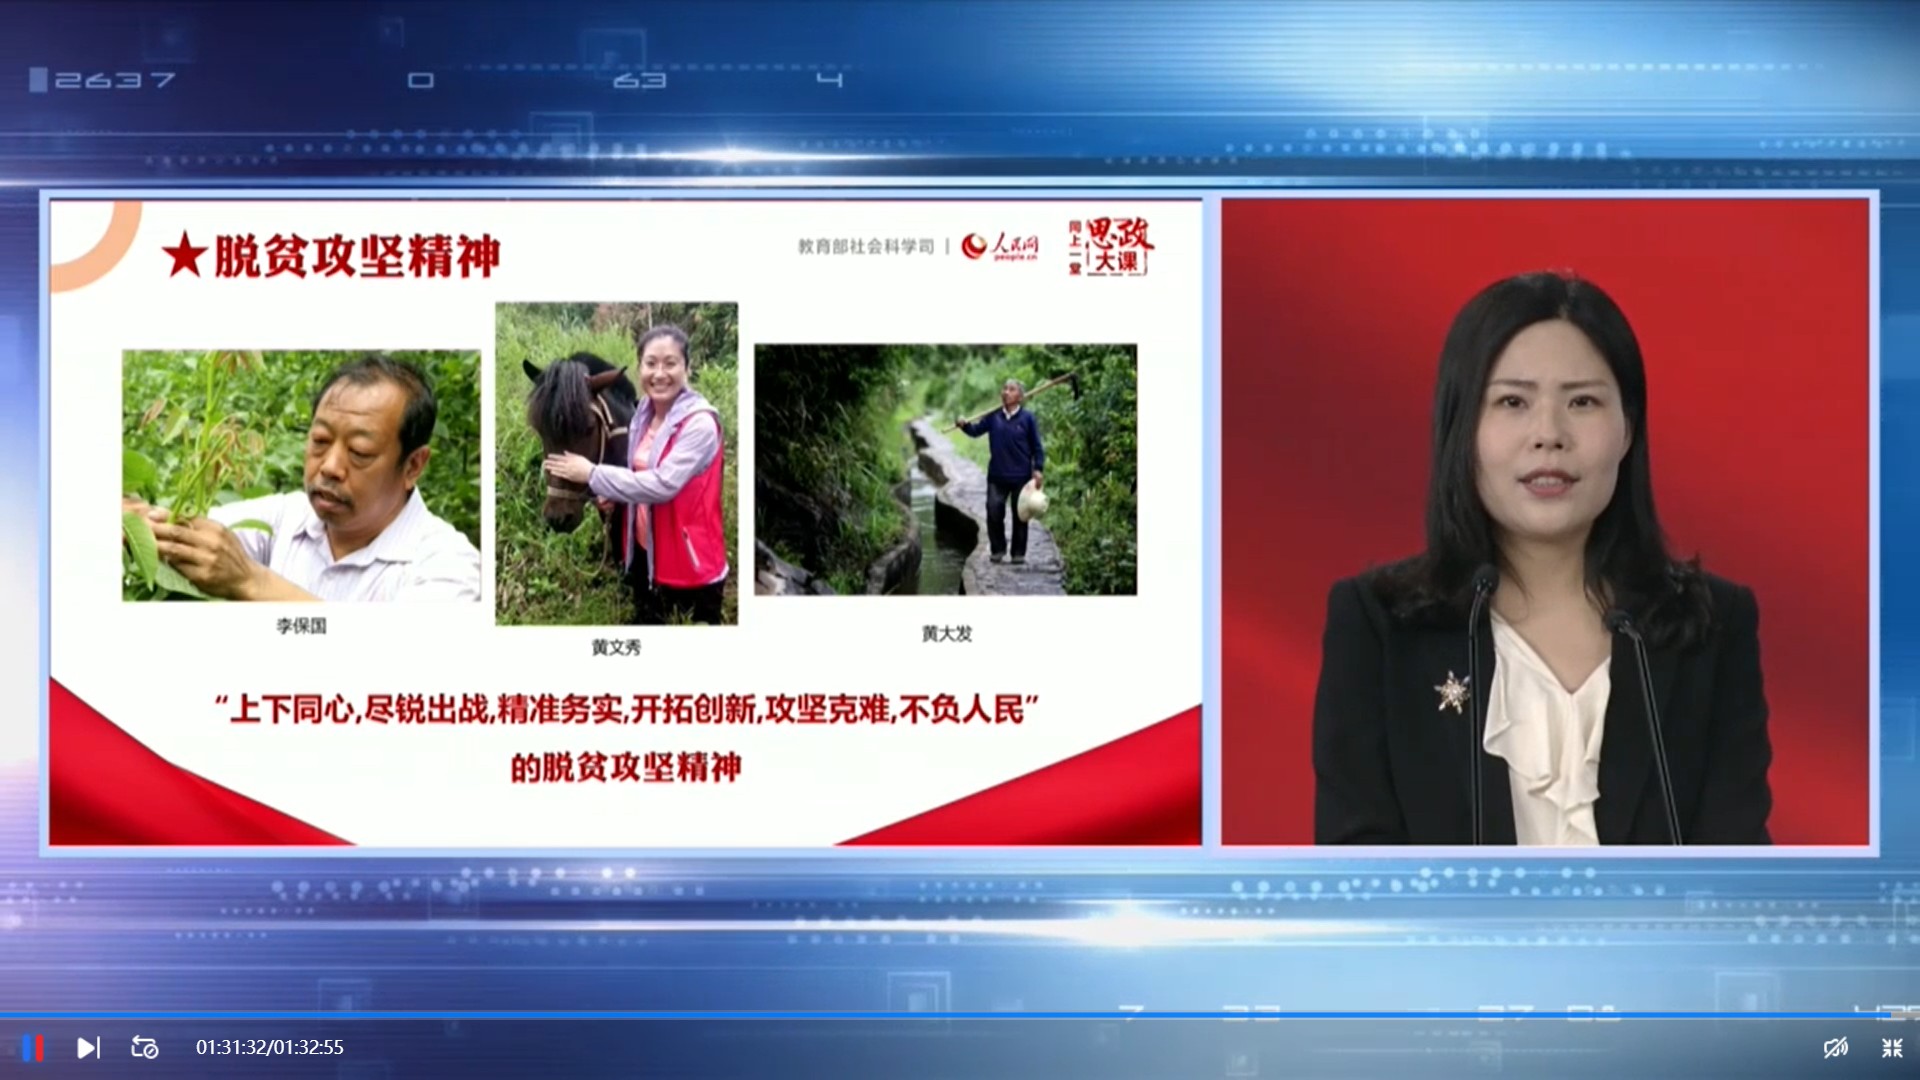 2637 0 63 4
★脱贫攻坚精神
教育部社会科学司 | 人民网
people.cn
同上一堂
思政
大课
李保国
黄文秀
黄大发
“上下同心,尽锐出战,精准务实,开拓创新,攻坚克难,不负人民”
的脱贫攻坚精神
01:31:32/01:32:55